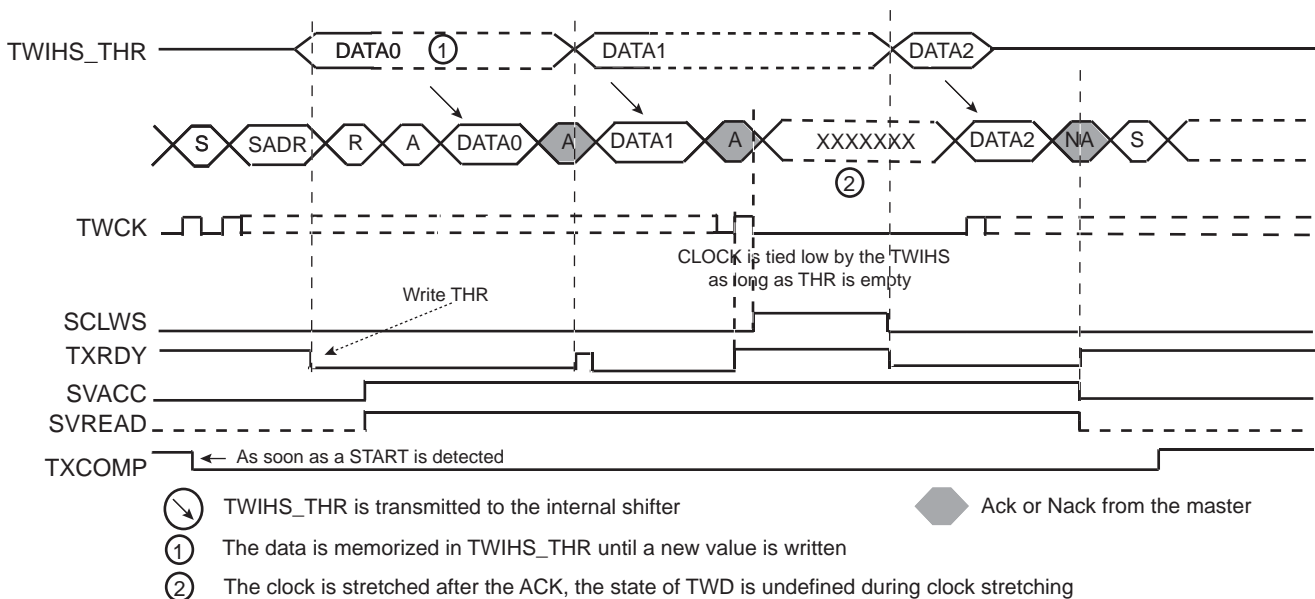 TWIHS_THR DATA0 1 DATA1 DATA2
S SADR R A DATA0 A DATA1 A XXXXXXX DATA2 NA S
2
TWCK
CLOCK is tied low by the TWIHS
as long as THR is empty
Write THR
SCLWS
TXRDY
SVACC
SVREAD
TXCOMP As soon as a START is detected
TWIHS_THR is transmitted to the internal shifter Ack or Nack from the master
1 The data is memorized in TWIHS_THR until a new value is written
2 The clock is stretched after the ACK, the state of TWD is undefined during clock stretching